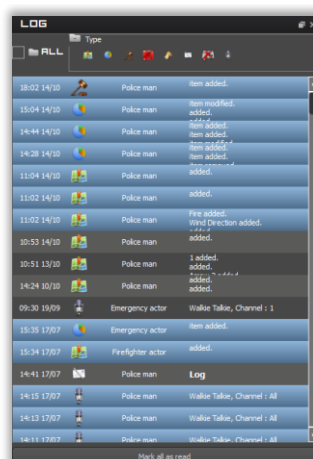 LOG
ALL
Type
18:02 14/10 Police man item added.
15:04 14/10 Police man item modified.
added.
14:44 14/10 Police man item added.
item added.
14:28 14/10 Police man item added.
item added.
11:04 14/10 Police man added.
11:02 14/10 Police man added.
11:02 14/10 Police man Fire added.
Wind Direction added.
10:53 14/10 Police man added.
10:51 13/10 Police man 1 added.
added.
14:24 10/10 Police man added.
added.
09:30 19/09 Emergency actor Walkie Talkie, Channel : 1
15:35 17/07 Emergency actor item added.
15:34 17/07 Firefighter actor added.
14:41 17/07 Police man Log
14:15 17/07 Police man Walkie Talkie, Channel : All
14:13 17/07 Police man Walkie Talkie, Channel : All
14:11 17/07 Police man Walkie Talkie, Channel : All
Mark all as read